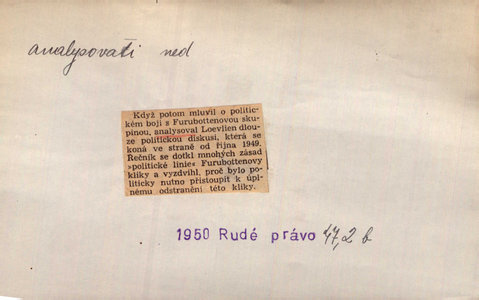 analysovati ned
Když potom mluvil o politic-
kém boji s Furubottenovou sku-
pinou, analysoval Loevlien dlou-
ze politickou diskusi, která se
koná ve straně od října 1949.
Řečník se dotkl mnohých zásad
»politické linie« Furubottenovy
kliky a vyzdvihl, proč bylo po-
liticky nutno přistoupit k úpl-
nému odstranění této kliky.
1950 Rudé právo 47,2 b